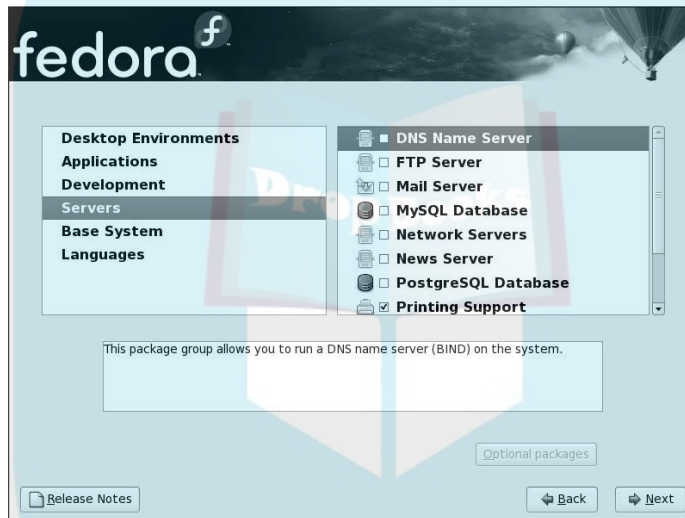 fedora
Desktop Environments
Applications
Development
Servers
Base System
Languages
DNS Name Server
FTP Server
Mail Server
MySQL Database
Network Servers
News Server
PostgreSQL Database
Printing Support
This package group allows you to run a DNS name server (BIND) on the system.
Optional packages
Release Notes
Back
Next